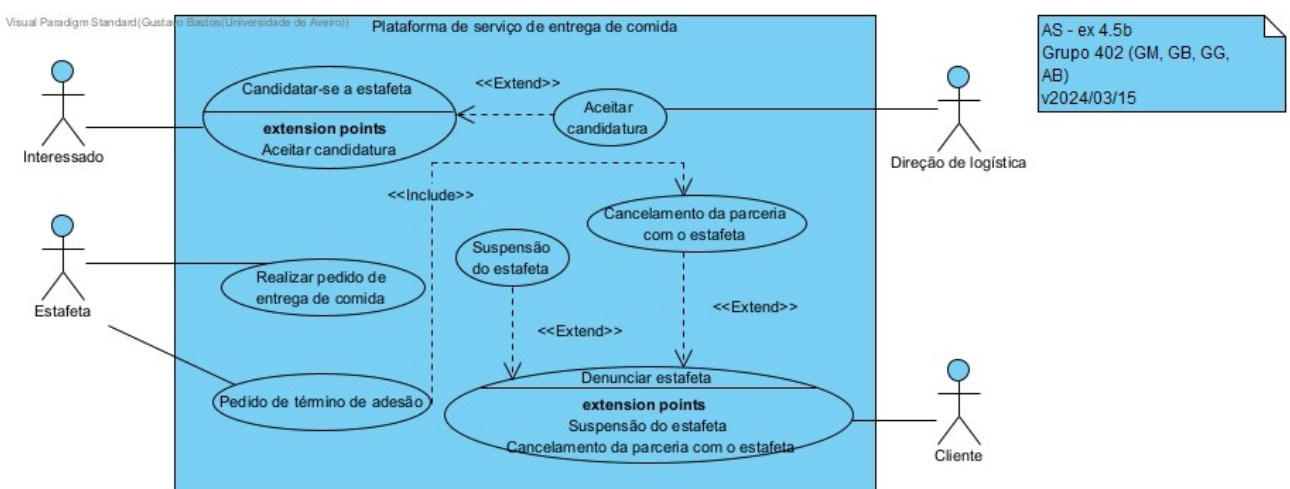 Visual Paradigm Standard(Gustavo Bastos(Universidade de Aveiro))
Plataforma de serviço de entrega de comida
AS - ex 4.5b
Grupo 402 (GM, GB, GG,
AB)
v2024/03/15
Candidatar-se a estafeta
extension points
Aceitar candidatura
<<Extend>>
Aceitar
candidatura
Interessado
Direção de logística
<<Include>>
Cancelamento da parceria
com o estafeta
Suspensão
do estafeta
Realizar pedido de
entrega de comida
Estafeta
<<Extend>>
<<Extend>>
Pedido de término de adesão
Denunciar estafeta
extension points
Suspensão do estafeta
Cancelamento da parceria com o estafeta
Cliente